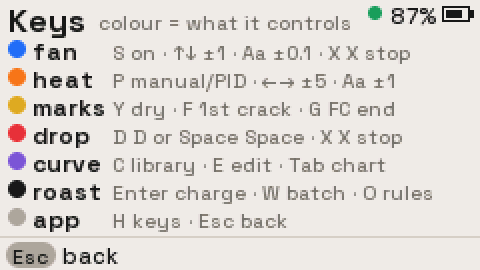 Keys colour = what it controls 87%
fan S on · ↑↓ ±1 · Aa ±0.1 · X X stop
heat P manual/PID · ←→ ±5 · Aa ±1
marks Y dry · F 1st crack · G FC end
drop D D or Space Space · X X stop
curve C library · E edit · Tab chart
roast Enter charge · W batch · O rules
app H keys · Esc back
Esc back